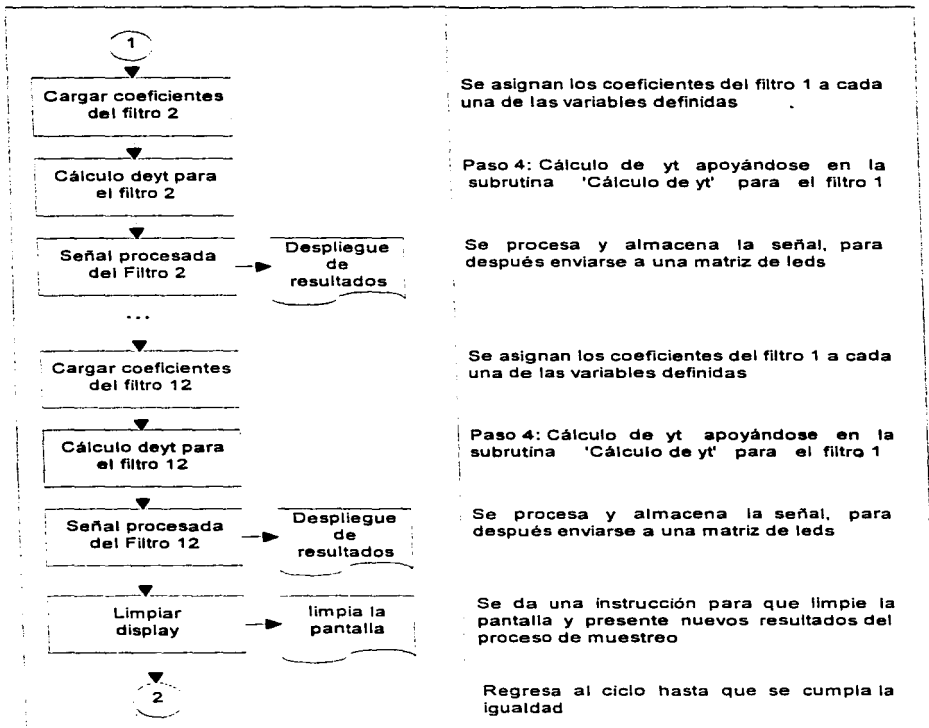 1
Cargar coeficientes
del filtro 2
Se asignan los coeficientes del filtro 1 a cada
una de las variables definidas
Cálculo deyt para
el filtro 2
Paso 4: Cálculo de yt apoyándose en la
subrutina 'Cálculo de yt' para el filtro 1
Señal procesada
del Filtro 2
Despliegue
de
resultados
Se procesa y almacena la señal, para
después enviarse a una matriz de leds
...
Cargar coeficientes
del filtro 12
Se asignan los coeficientes del filtro 1 a cada
una de las variables definidas
Cálculo deyt para
el filtro 12
Paso 4: Cálculo de yt apoyándose en la
subrutina 'Cálculo de yt' para el filtro 1
Señal procesada
del Filtro 12
Despliegue
de
resultados
Se procesa y almacena la señal, para
después enviarse a una matriz de leds
Limpiar
display
limpia la
pantalla
Se da una instrucción para que limpie la
pantalla y presente nuevos resultados del
proceso de muestreo
2
Regresa al ciclo hasta que se cumpla la
igualdad